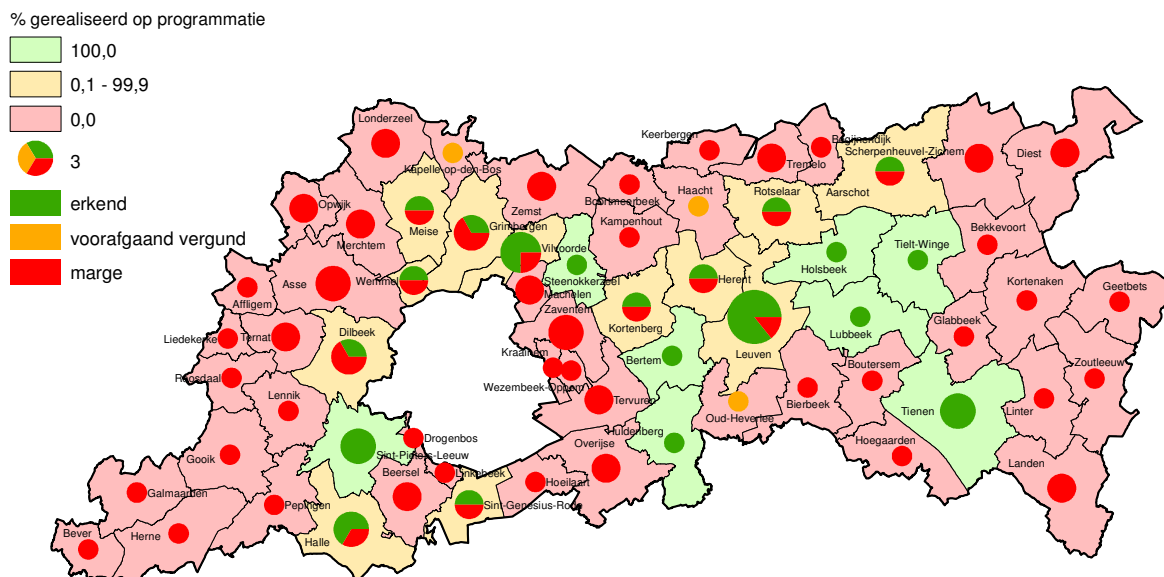 % gerealiseerd op programmatie
100,0
0,1 - 99,9
0,0
3
erkend
voorafgaand vergund
marge
Londerzeel
Kapelle-op-den-Bos
Keerbergen
Begijnendijk
Tremelo
Scherpenheuvel-Zichem
Diest
Opwijk
Merchtem
Meise
Grimbergen
Zemst
Boortmeerbeek
Haacht
Rotselaar
Aarschot
Kampenhout
Vilvoorde
Holsbeek
Tielt-Winge
Bekkevoort
Asse
Wemmel
Steenokkerzeel
Machelen
Herent
Affligem
Zaventem
Kortenberg
Kortenaken
Geetbets
Liedekerke
Ternat
Dilbeek
Kraainem
Bertem
Leuven
Lubbeek
Glabbeek
Roosdaal
Wezembeek-Oppem
Boutersem
Zoutleeuw
Lennik
Tervuren
Oud-Heverlee
Bierbeek
Tienen
Linter
Drogenbos
Huldenberg
Gooik
Sint-Pieters-Leeuw
Overijse
Hoegaarden
Landen
Beersel
Linkebeek
Hoeilaart
Galmaarden
Pepingen
Sint-Genesius-Rode
Bever
Herne
Halle